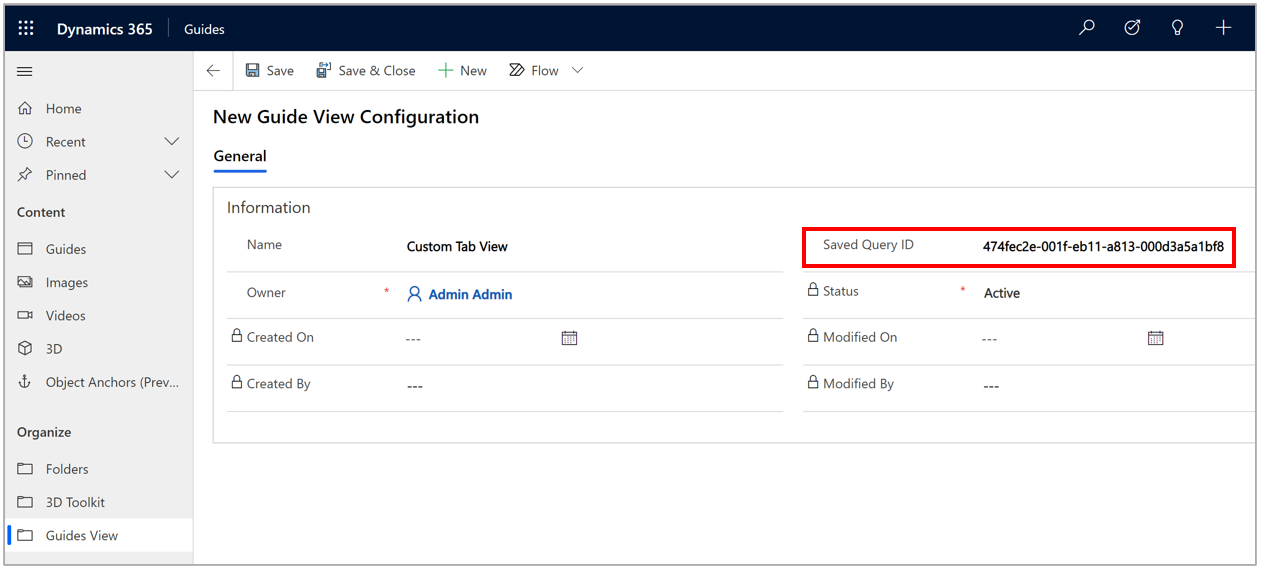 Dynamics 365 Guides
Save Save & Close New Flow
New Guide View Configuration
General
Home
Recent
Pinned
Content
Guides
Images
Videos
3D
Object Anchors (Prev...
Organize
Folders
3D Toolkit
Guides View
Information
Name Custom Tab View
Owner * Admin Admin
Created On ---
Created By ---
Saved Query ID 474fec2e-001f-eb11-a813-000d3a5a1bf8
Status * Active
Modified On ---
Modified By ---